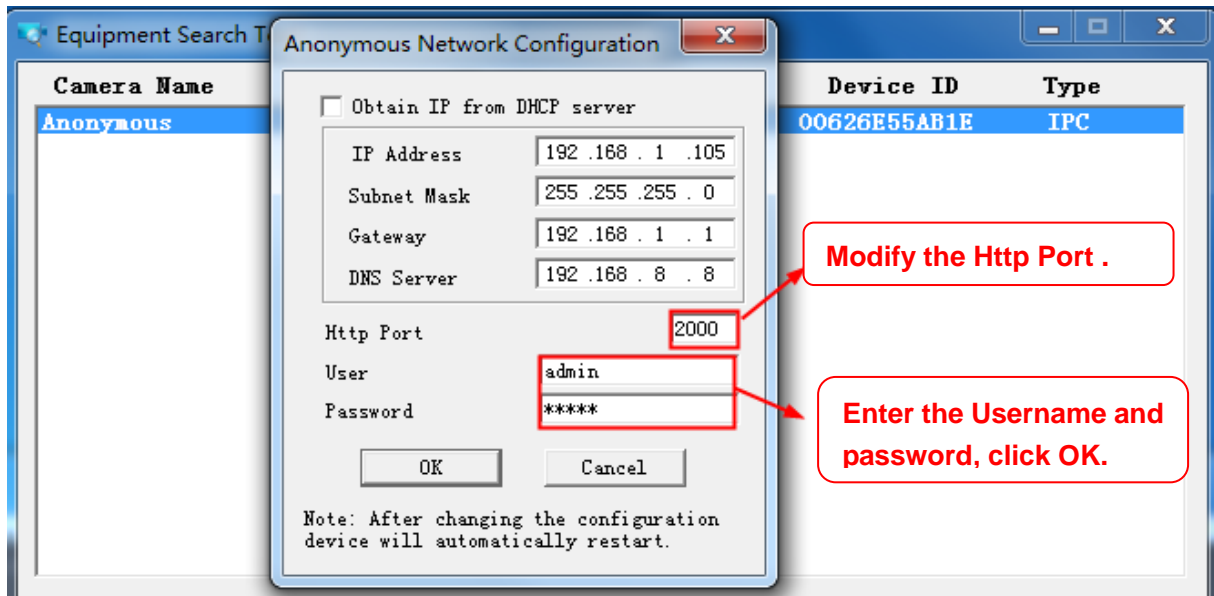 Equipment Search T
Anonymous Network Configuration
Camera Name
Device ID
Type
Anonymous
00626E55AB1E
IPC
Obtain IP from DHCP server
IP Address 192 .168 . 1 .105
Subnet Mask 255 .255 .255 . 0
Gateway 192 .168 . 1 . 1
DNS Server 192 .168 . 8 . 8
Http Port 2000
User admin
Password *****
OK Cancel
Note: After changing the configuration
device will automatically restart.
Modify the Http Port .
Enter the Username and
password, click OK.